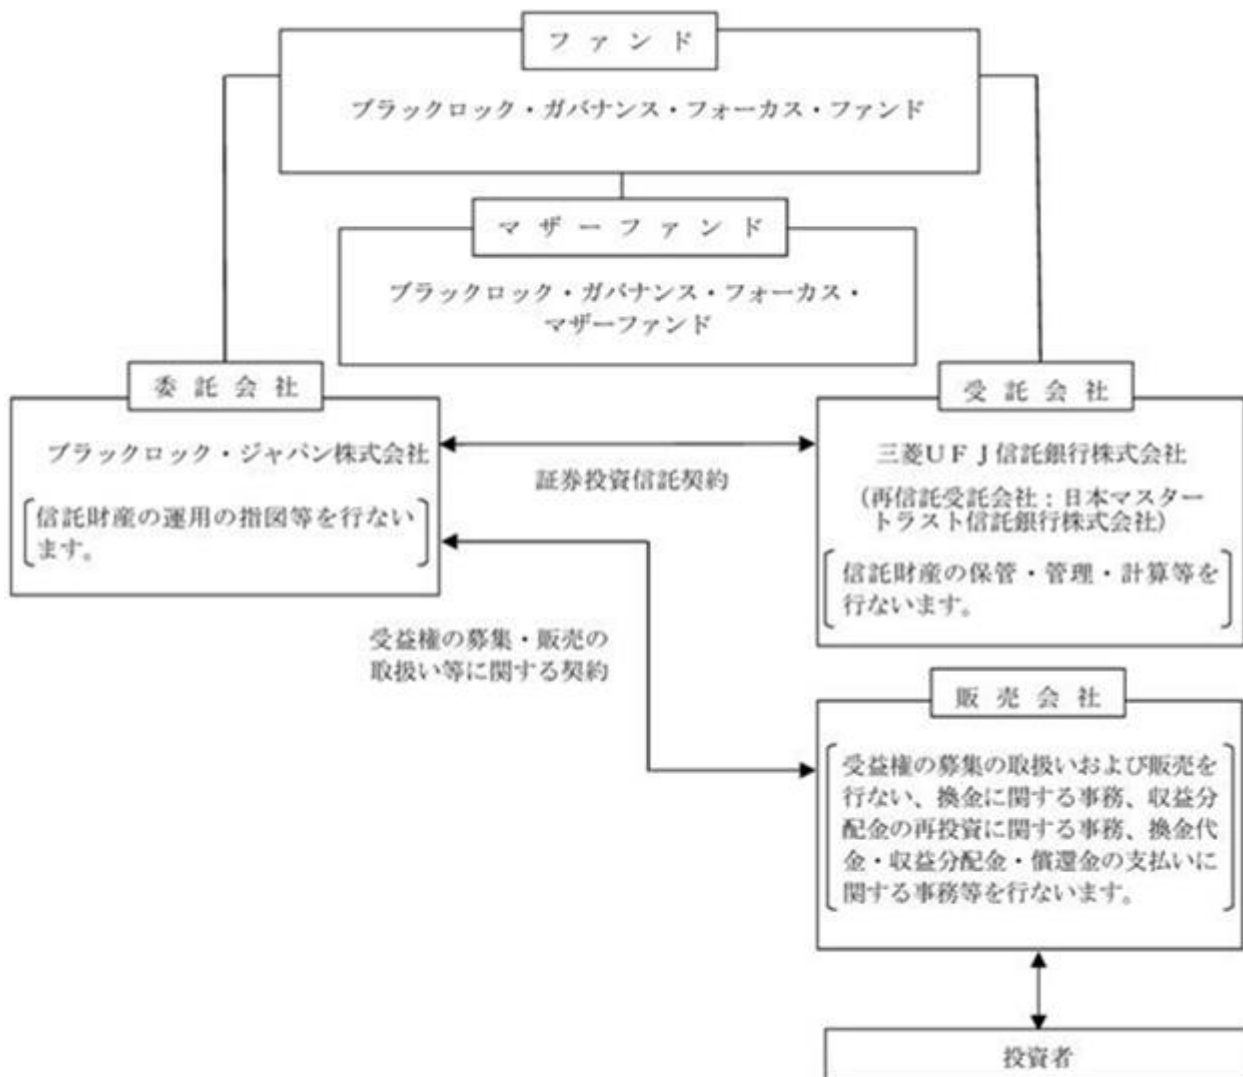 ファンド
ブラックロック・ガバナンス・フォーカス・ファンド
マザーファンド
ブラックロック・ガバナンス・フォーカス・
マザーファンド
委託会社
ブラックロック・ジャパン株式会社
信託財産の運用の指図等を行ない
ます。
証券投資信託契約
受託会社
三菱UFJ信託銀行株式会社
(再信託受託会社:日本マスター
トラスト信託銀行株式会社)
信託財産の保管・管理・計算等を
行ないます。
受益権の募集・販売の
取扱い等に関する契約
販売会社
受益権の募集の取扱いおよび販売を
行ない、換金に関する事務、収益分
配金の再投資に関する事務、換金代
金・収益分配金・償還金の支払いに
関する事務等を行ないます。
投資者